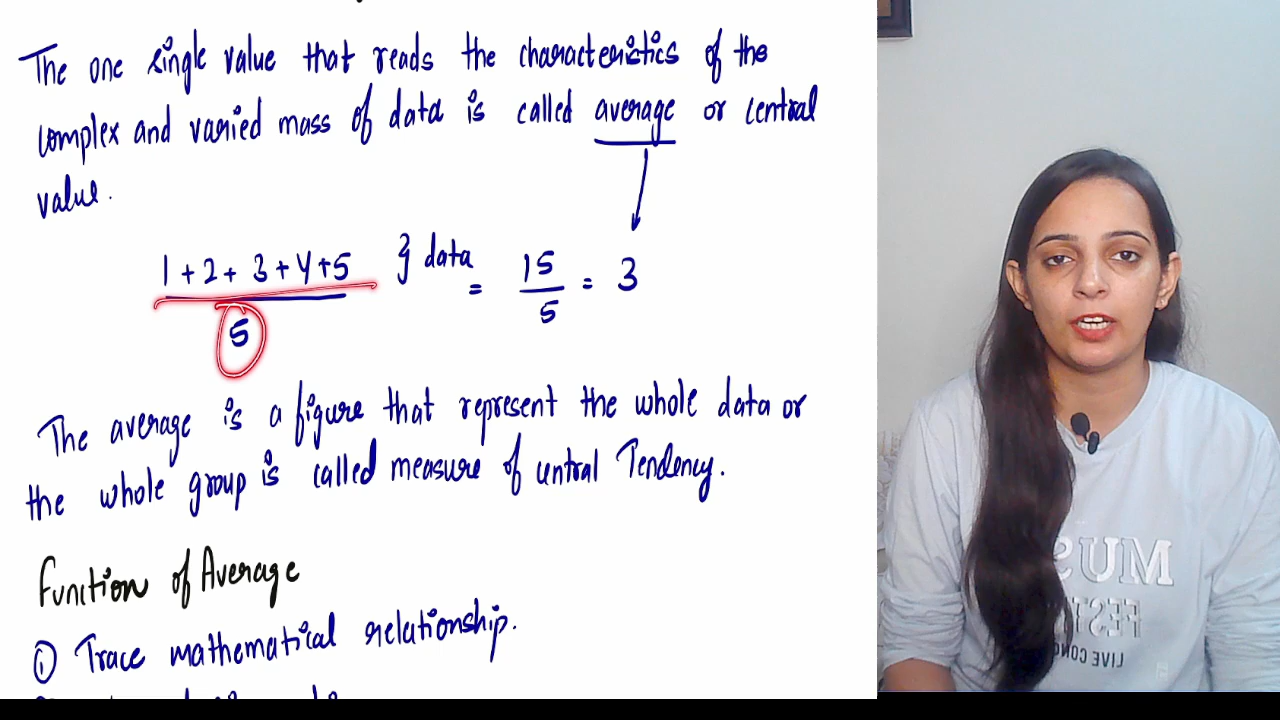 The one single value that reads the characteristics of the
complex and varied mass of data is called average or central
value.
1 + 2 + 3 + 4 + 5 } data = 15 / 5 = 3
5
The average is a figure that represent the whole data or
the whole group is called measure of central Tendency.
Function of Average
① Trace mathematical relationship.
MUS
FEST
LIVE CONC